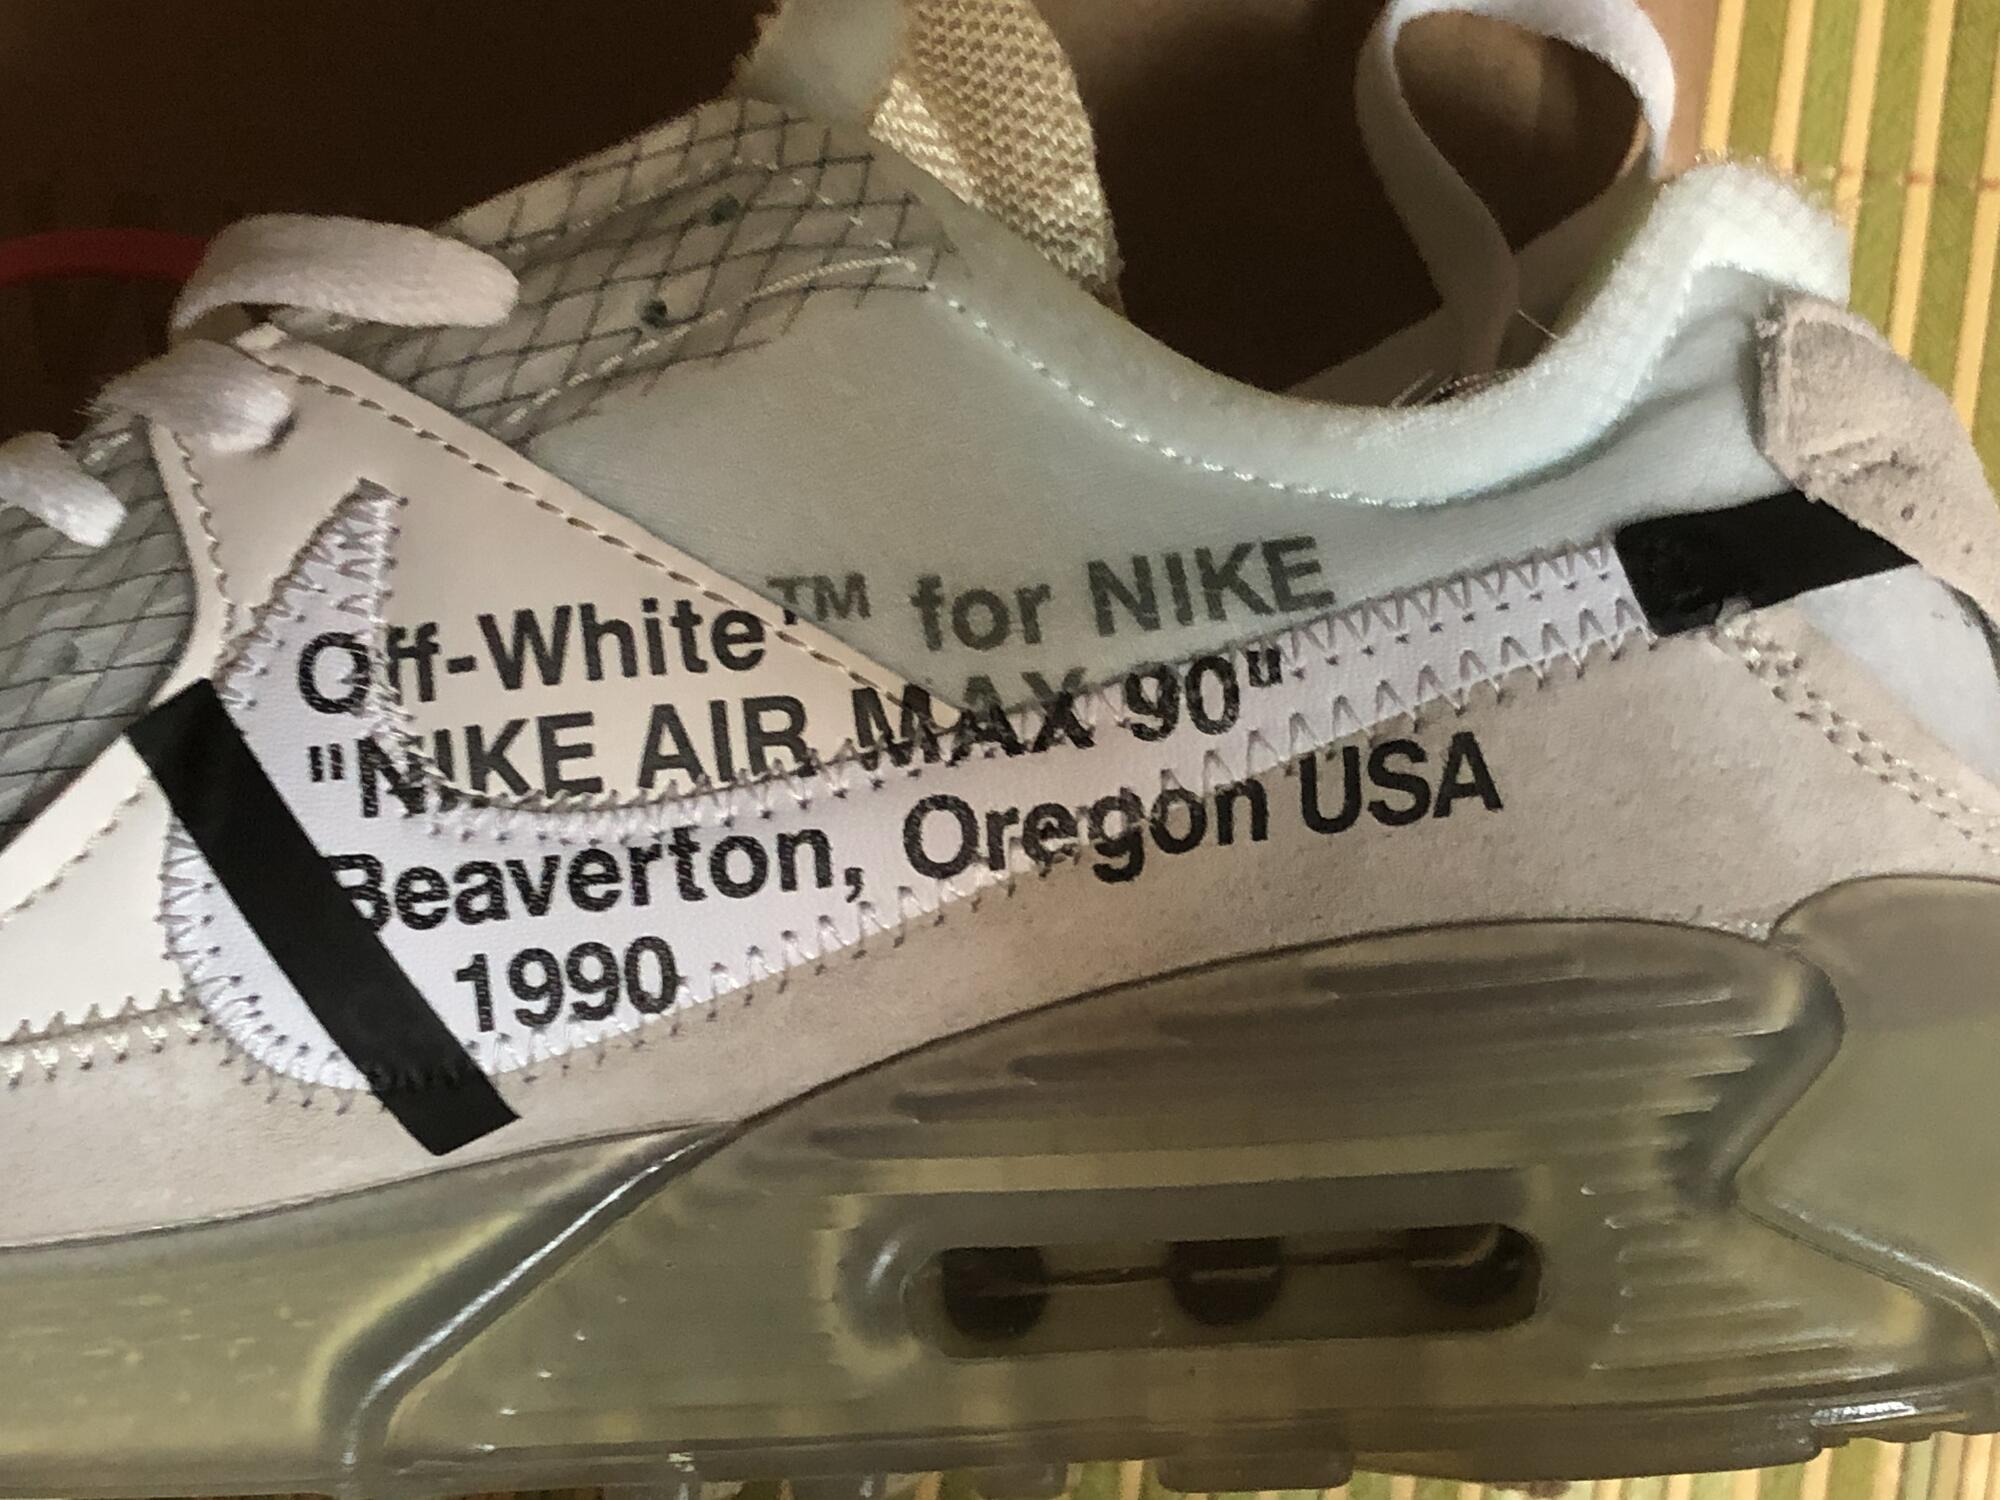 Off-White™ for NIKE
"NIKE AIR MAX 90"
Beaverton, Oregon USA
1990